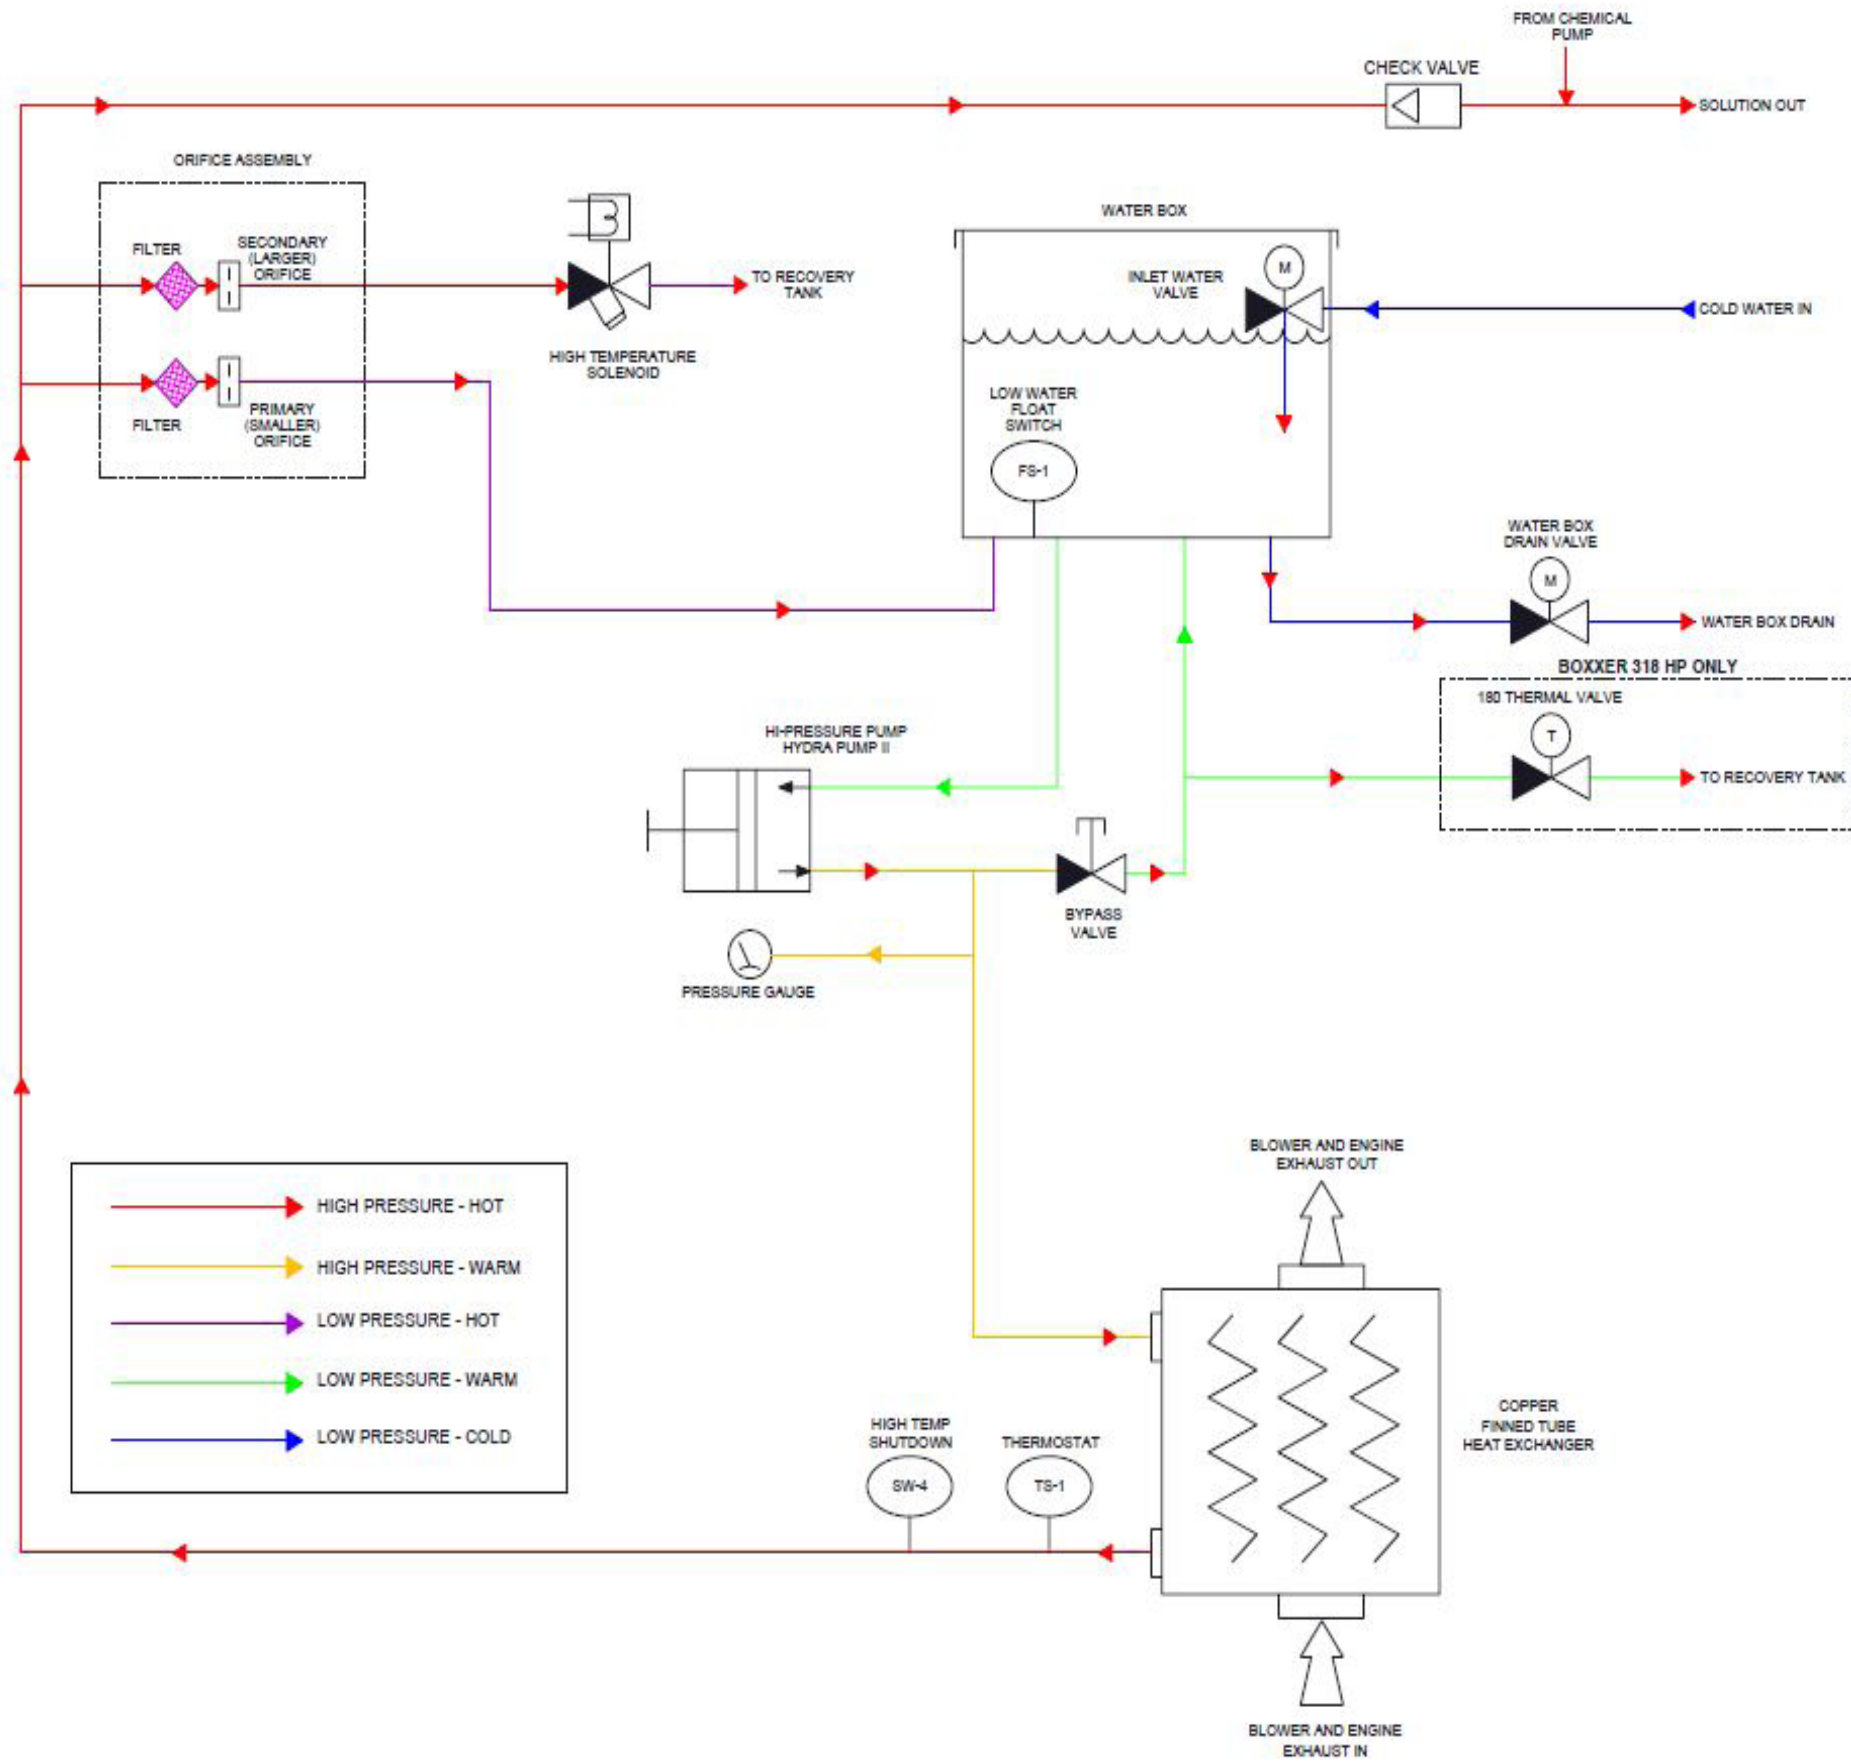 FROM CHEMICAL
PUMP
CHECK VALVE
SOLUTION OUT
ORIFICE ASSEMBLY
FILTER
SECONDARY
(LARGER)
ORIFICE
TO RECOVERY
TANK
HIGH TEMPERATURE
SOLENOID
FILTER
PRIMARY
(SMALLER)
ORIFICE
WATER BOX
INLET WATER
VALVE
M
COLD WATER IN
LOW WATER
FLOAT
SWITCH
FS-1
WATER BOX
DRAIN VALVE
M
WATER BOX DRAIN
BOXXER 318 HP ONLY
180 THERMAL VALVE
T
TO RECOVERY TANK
HI-PRESSURE PUMP
HYDRA PUMP II
BYPASS
VALVE
PRESSURE GAUGE
BLOWER AND ENGINE
EXHAUST OUT
HIGH PRESSURE - HOT
HIGH PRESSURE - WARM
LOW PRESSURE - HOT
LOW PRESSURE - WARM
LOW PRESSURE - COLD
HIGH TEMP
SHUTDOWN
SW-4
THERMOSTAT
TS-1
COPPER
FINNED TUBE
HEAT EXCHANGER
BLOWER AND ENGINE
EXHAUST IN